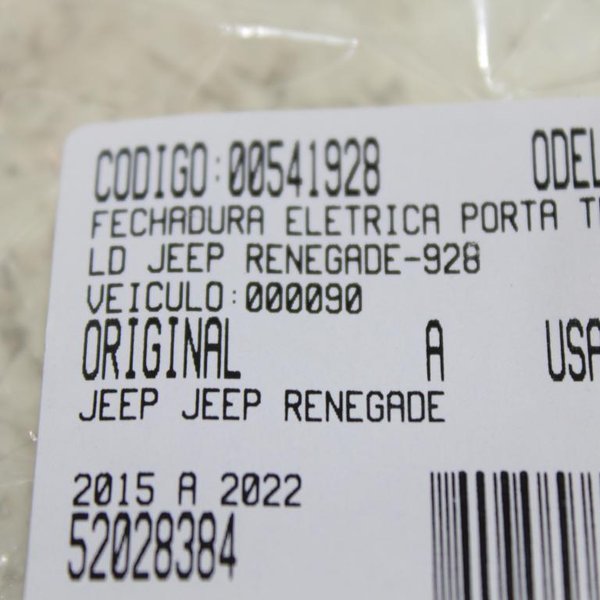 CODIGO:00541928 ODEL
FECHADURA ELETRICA PORTA T
LD JEEP RENEGADE-928
VEICULO:000090
ORIGINAL A USA
JEEP JEEP RENEGADE
2015 A 2022
52028384